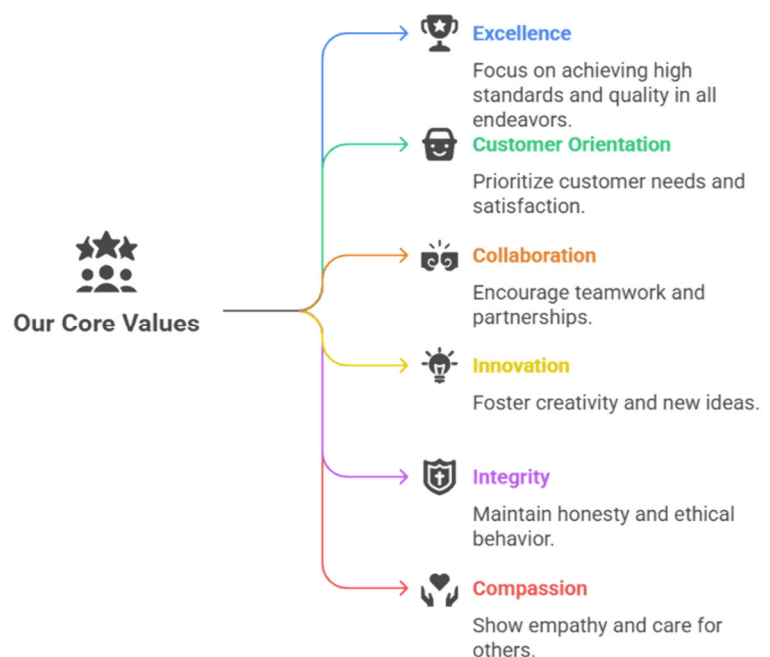 Excellence
Focus on achieving high
standards and quality in all
endeavors.
Customer Orientation
Prioritize customer needs and
satisfaction.
Our Core Values
Collaboration
Encourage teamwork and
partnerships.
Innovation
Foster creativity and new ideas.
Integrity
Maintain honesty and ethical
behavior.
Compassion
Show empathy and care for
others.